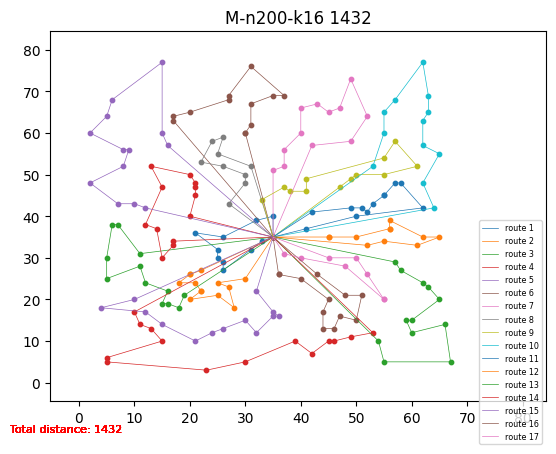 M-n200-k16 1432
80
70
60
50
40
30
20
10
0
0 10 20 30 40 50 60 70 80
route 1
route 2
route 3
route 4
route 5
route 6
route 7
route 8
route 9
route 10
route 11
route 12
route 13
route 14
route 15
route 16
route 17
Total distance: 1432